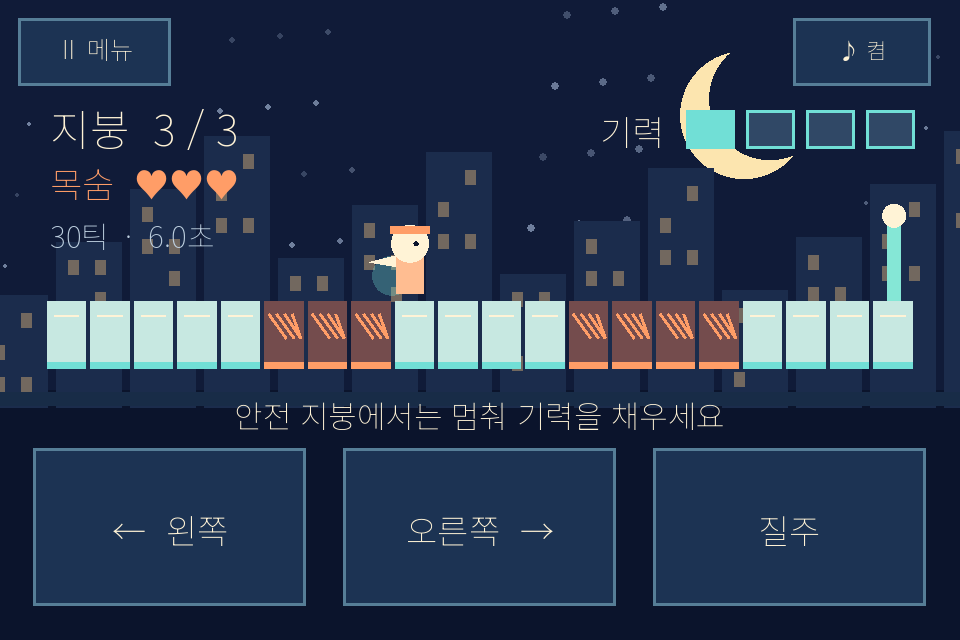 메뉴
♪ 켬
지붕 3 / 3
기력
목숨 ♥♥♥
30틱 · 6.0초
안전 지붕에서는 멈춰 기력을 채우세요
← 왼쪽
오른쪽 →
질주